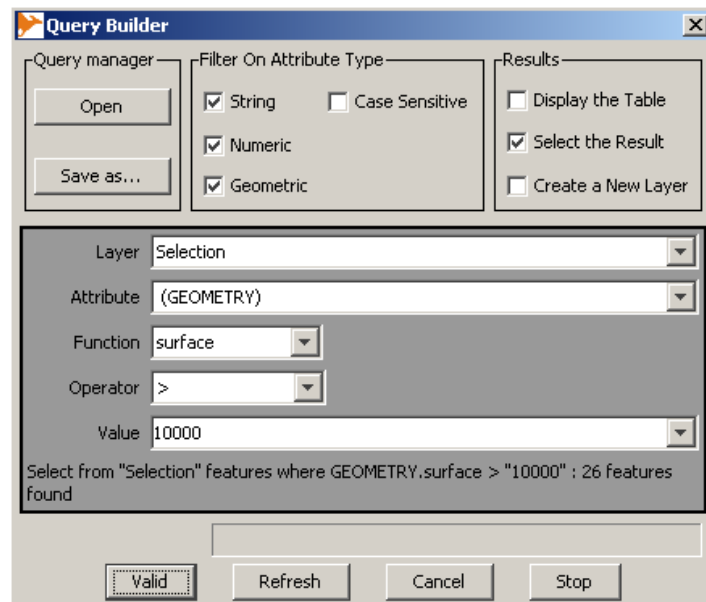 Query Builder
Query manager
Filter On Attribute Type
Results
Open
String
Case Sensitive
Display the Table
Numeric
Select the Result
Save as...
Geometric
Create a New Layer
Layer Selection
Attribute (GEOMETRY)
Function surface
Operator >
Value 10000
Select from "Selection" features where GEOMETRY.surface > "10000" : 26 features
found
Valid Refresh Cancel Stop